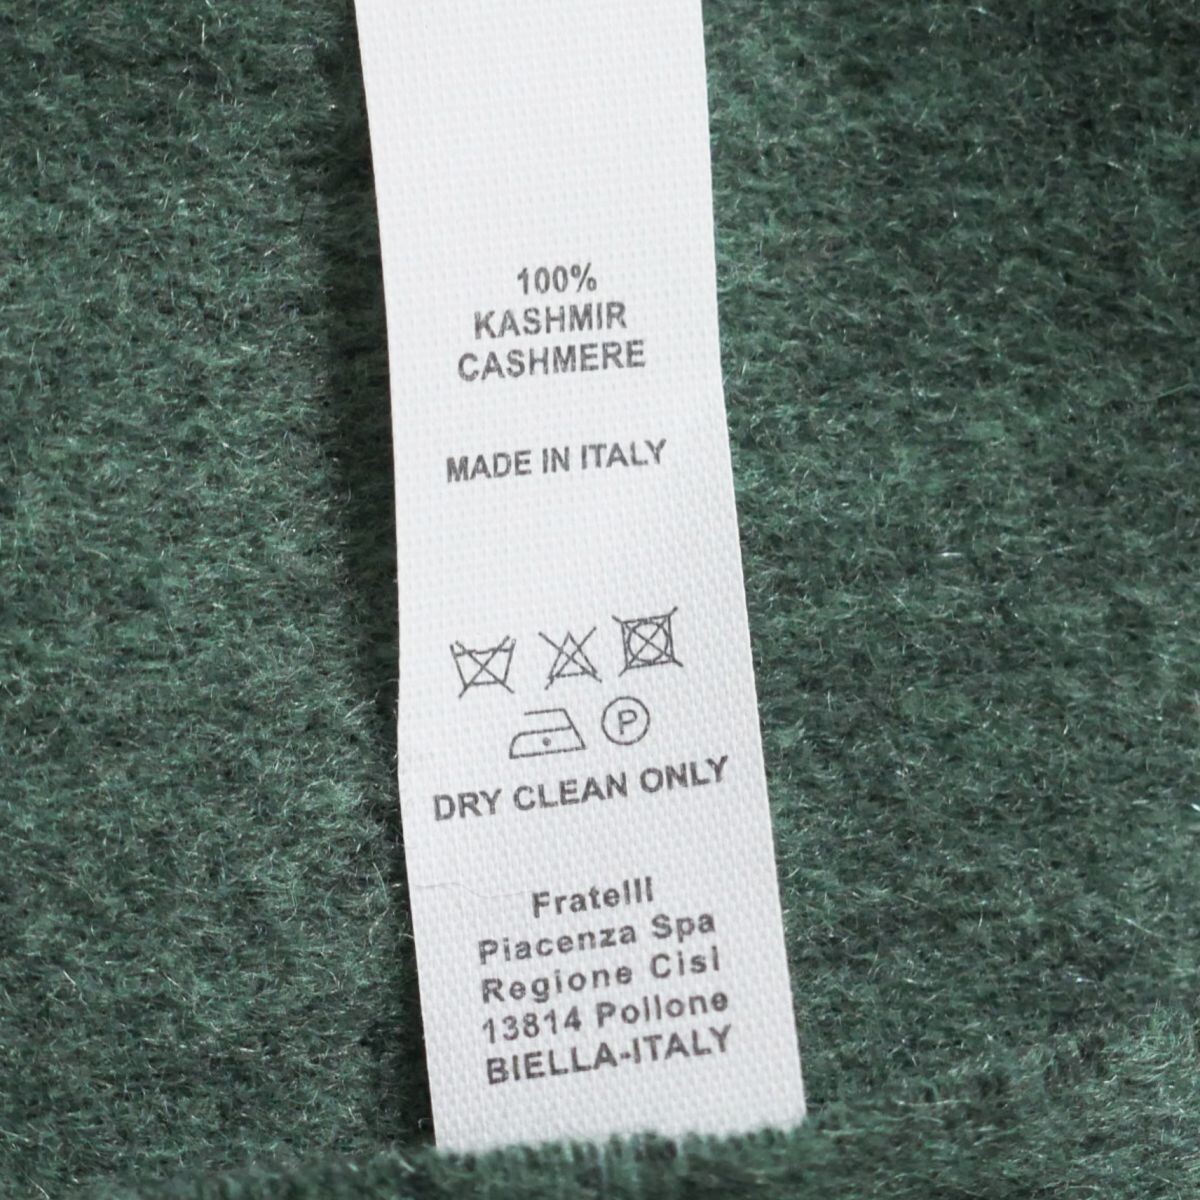 100%
KASHMIR
CASHMERE
MADE IN ITALY
P
DRY CLEAN ONLY
Fratelli
Piacenza Spa
Regione Cisi
13814 Pollone
BIELLA-ITALY